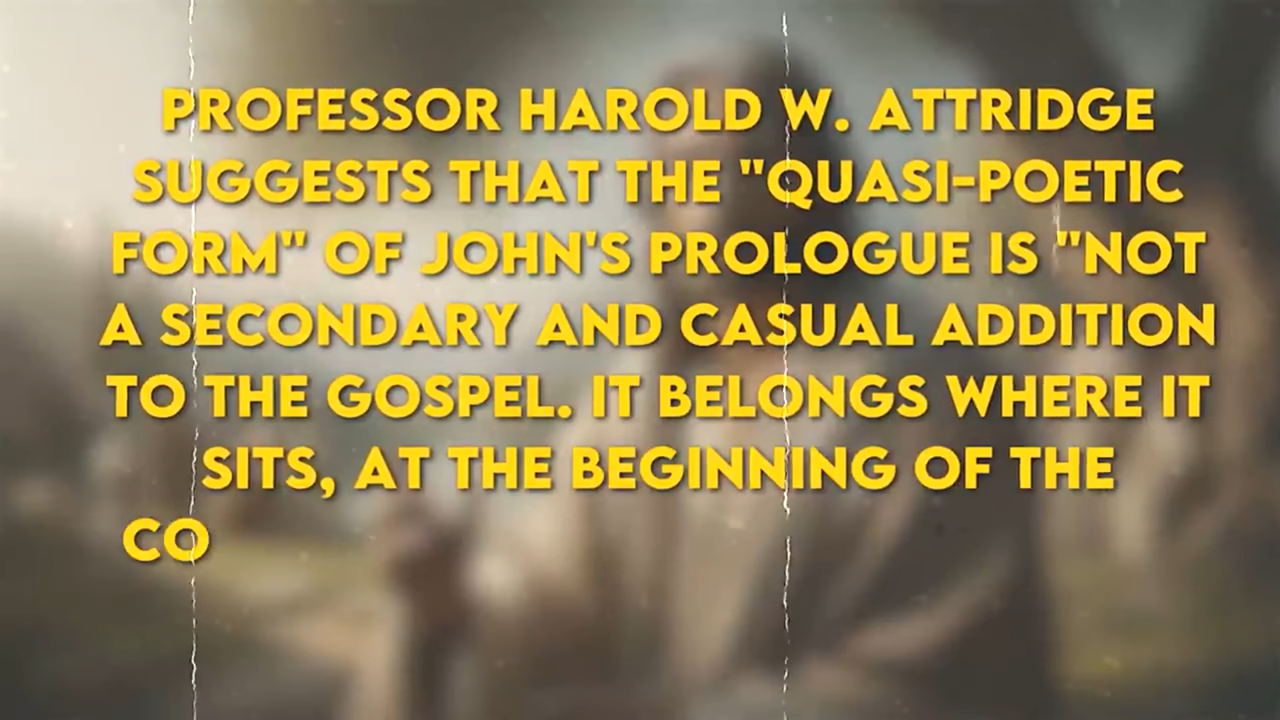 PROFESSOR HAROLD W. ATTRIDGE
SUGGESTS THAT THE "QUASI-POETIC
FORM" OF JOHN'S PROLOGUE IS "NOT
A SECONDARY AND CASUAL ADDITION
TO THE GOSPEL. IT BELONGS WHERE IT
SITS, AT THE BEGINNING OF THE
CO